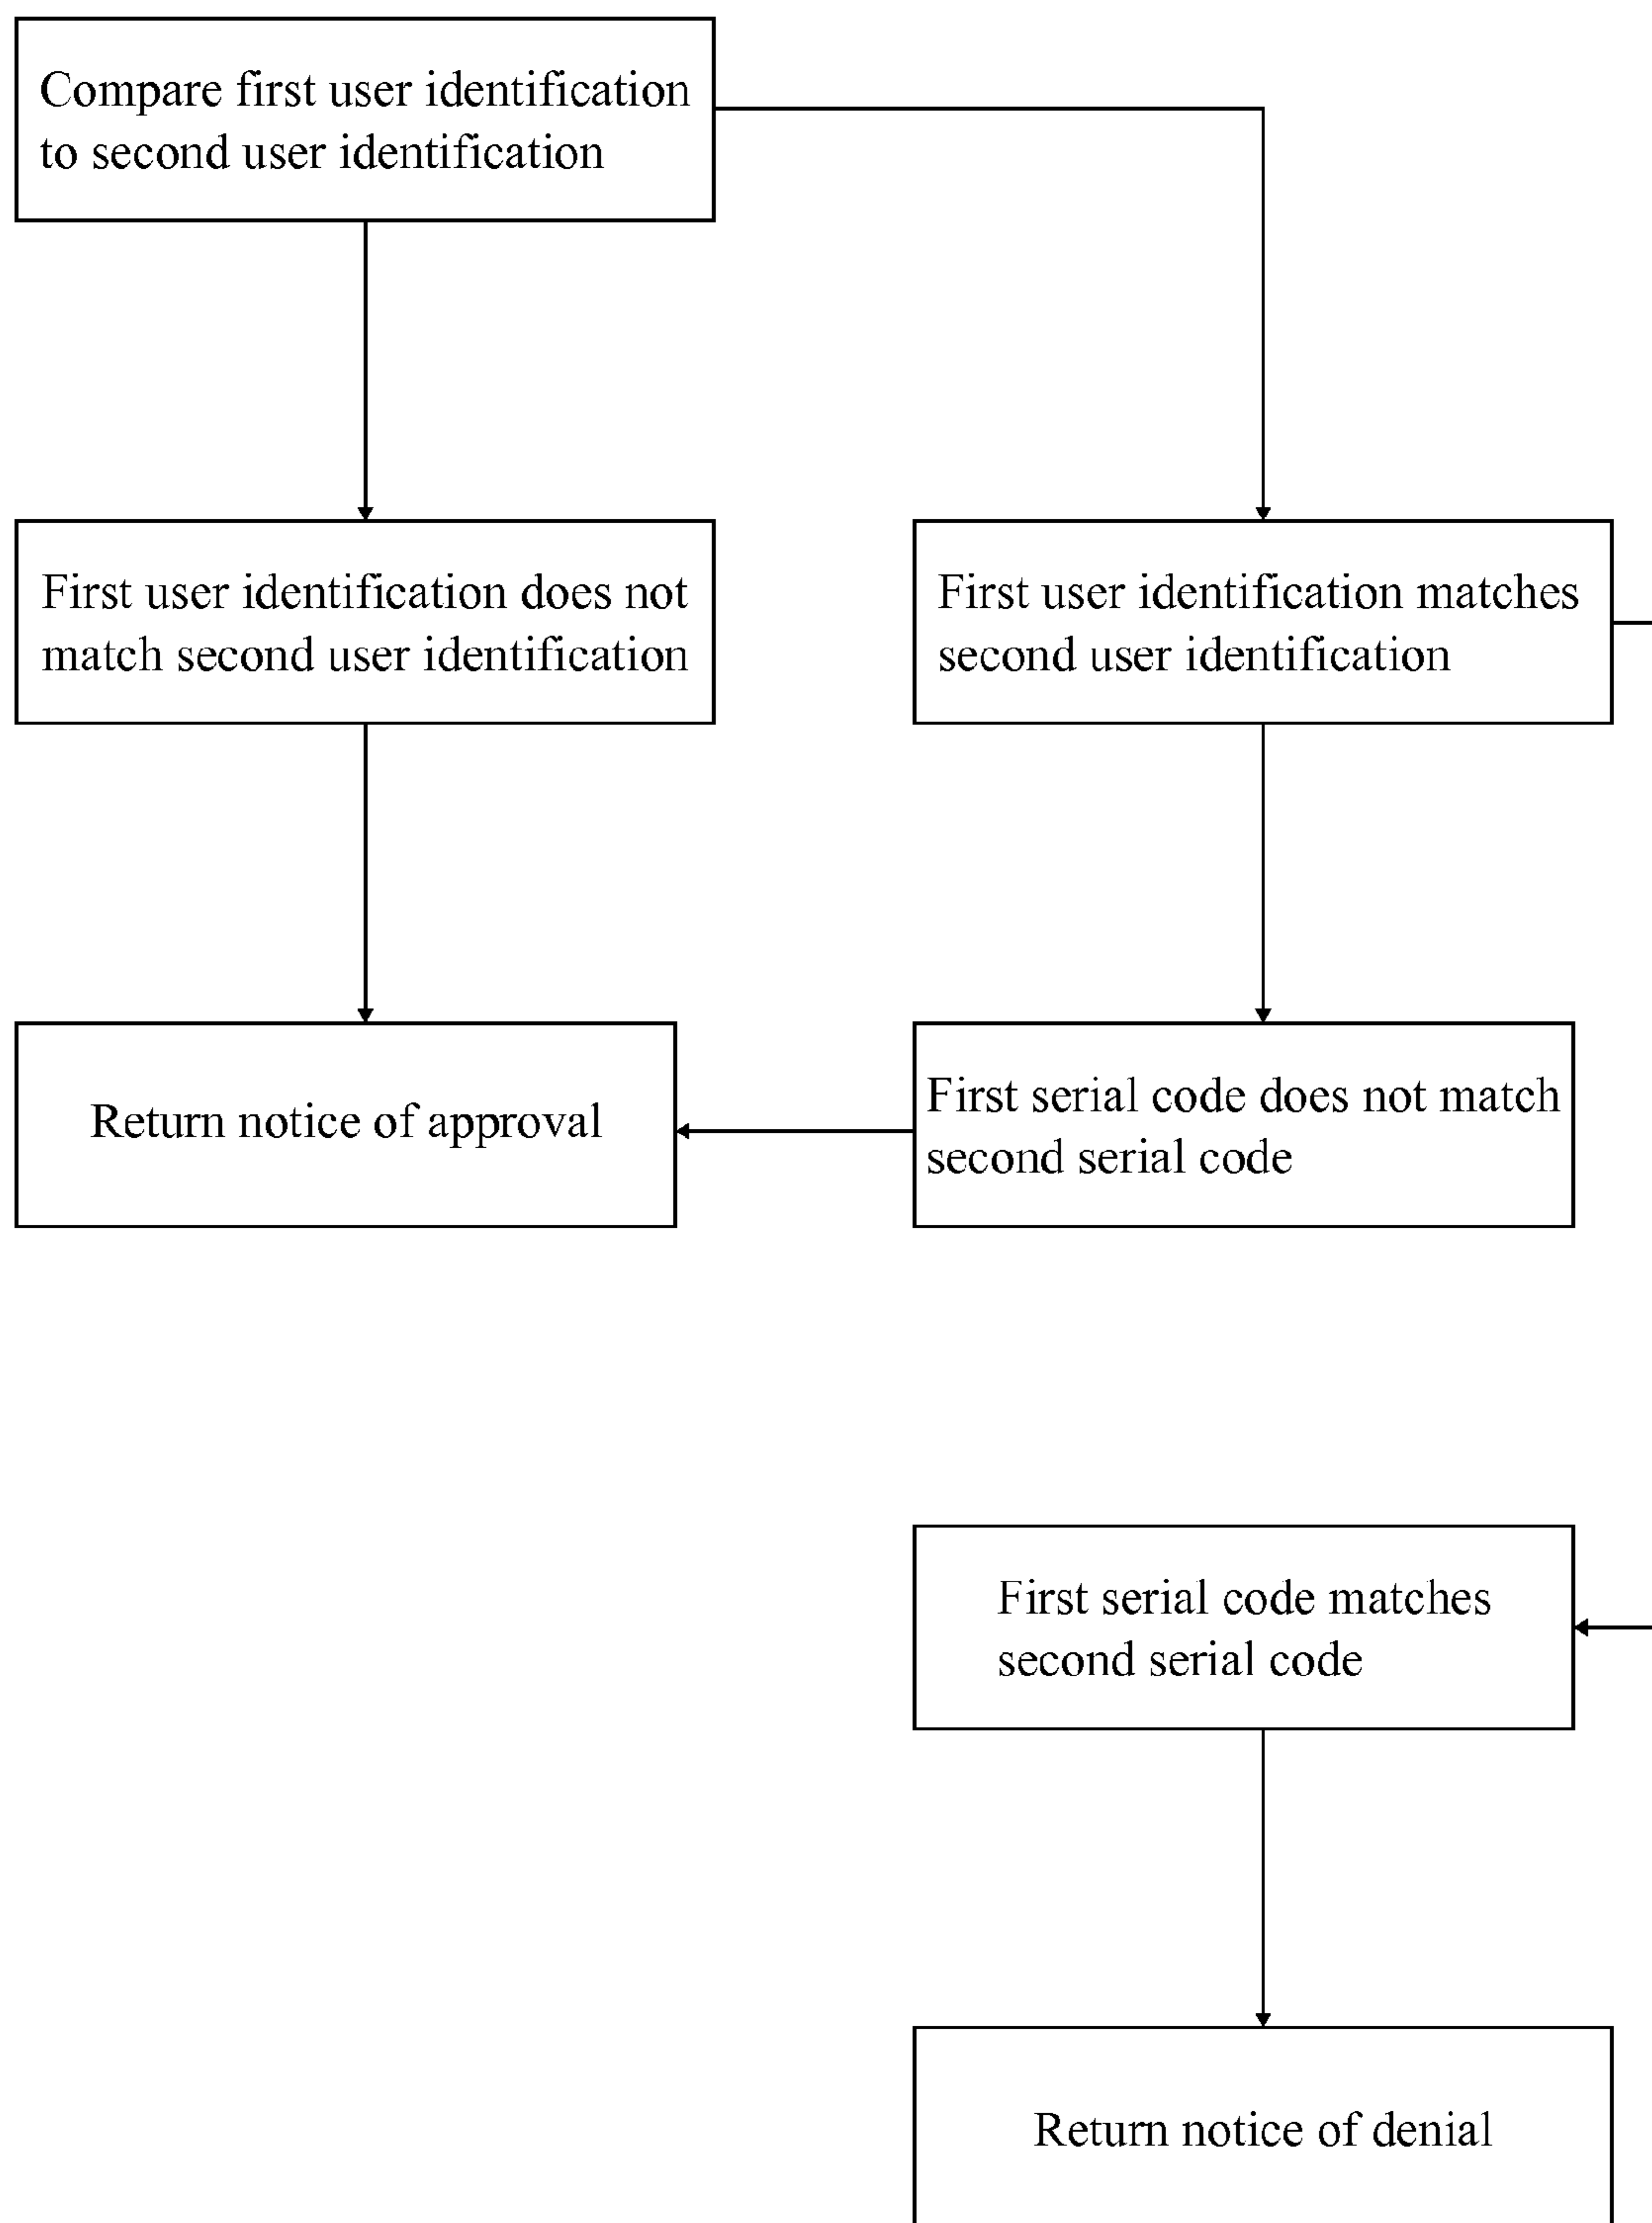 Compare first user identification
to second user identification
First user identification does not
match second user identification
First user identification matches
second user identification
Return notice of approval
First serial code does not match
second serial code
First serial code matches
second serial code
Return notice of denial